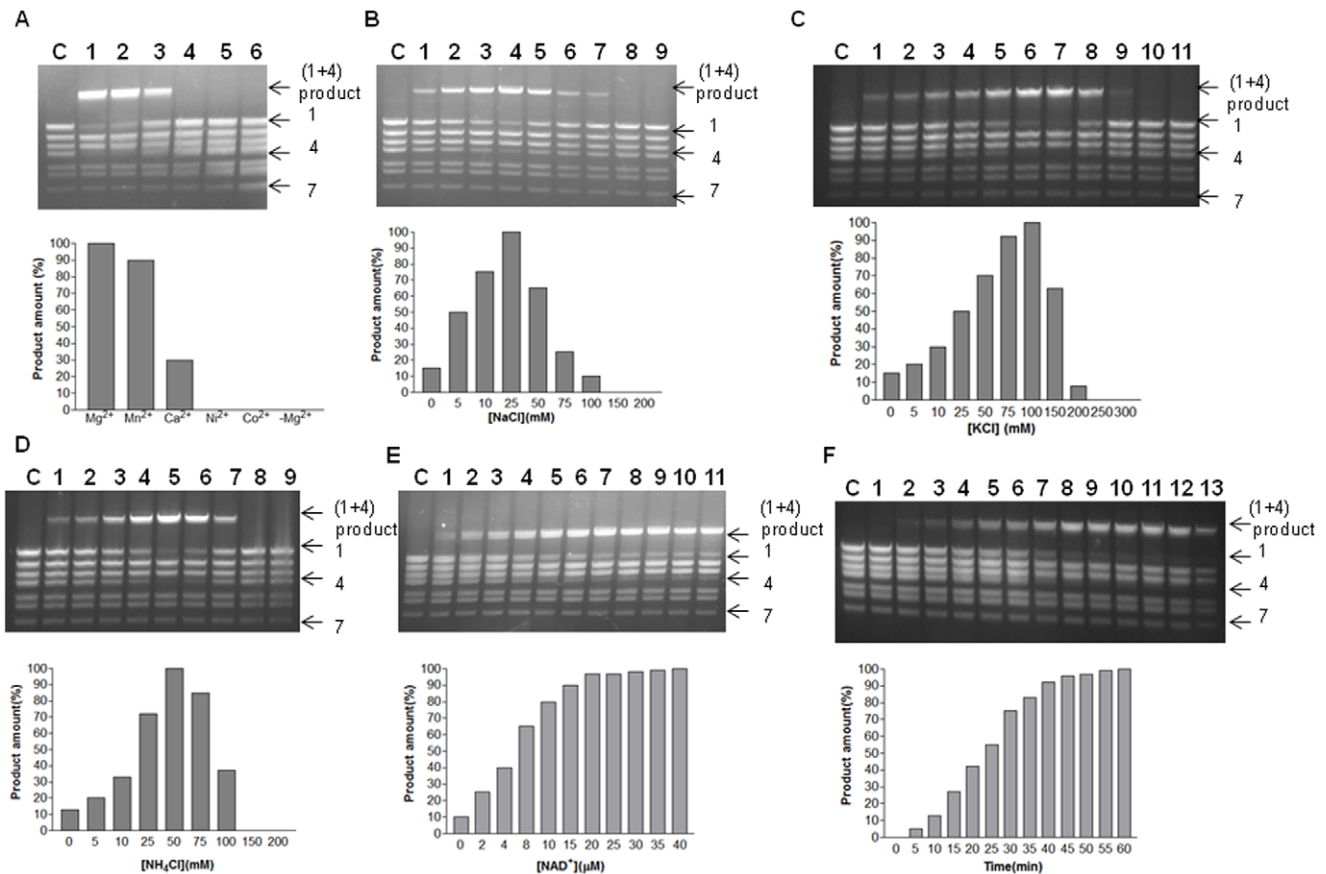 A
C 1 2 3 4 5 6
(1+4)
product
1
4
7
Product amount (%)
100
90
80
70
60
50
40
30
20
10
0
Mg2+ Mn2+ Ca2+ Ni2+ Co2+ -Mg2+
B
C 1 2 3 4 5 6 7 8 9
(1+4)
product
1
4
7
Product amount(%)
100
90
80
70
60
50
40
30
20
10
0
0 5 10 25 50 75 100 150 200
[NaCl](mM)
C
C 1 2 3 4 5 6 7 8 9 10 11
(1+4)
product
1
4
7
Product amount(%)
100
90
80
70
60
50
40
30
20
10
0
0 5 10 25 50 75 100 150 200 250 300
[KCl] (mM)
D
C 1 2 3 4 5 6 7 8 9
(1+4)
product
1
4
7
Product amount(%)
100
90
80
70
60
50
40
30
20
10
0
0 5 10 25 50 75 100 150 200
[NH4Cl](mM)
E
C 1 2 3 4 5 6 7 8 9 10 11
(1+4)
product
1
4
7
Product amount(%)
100
90
80
70
60
50
40
30
20
10
0
0 2 4 8 10 15 20 25 30 35 40
[NAD+](μM)
F
C 1 2 3 4 5 6 7 8 9 10 11 12 13
(1+4)
product
1
4
7
Product amount(%)
100
90
80
70
60
50
40
30
20
10
0
0 5 10 15 20 25 30 35 40 45 50 55 60
Time(min)